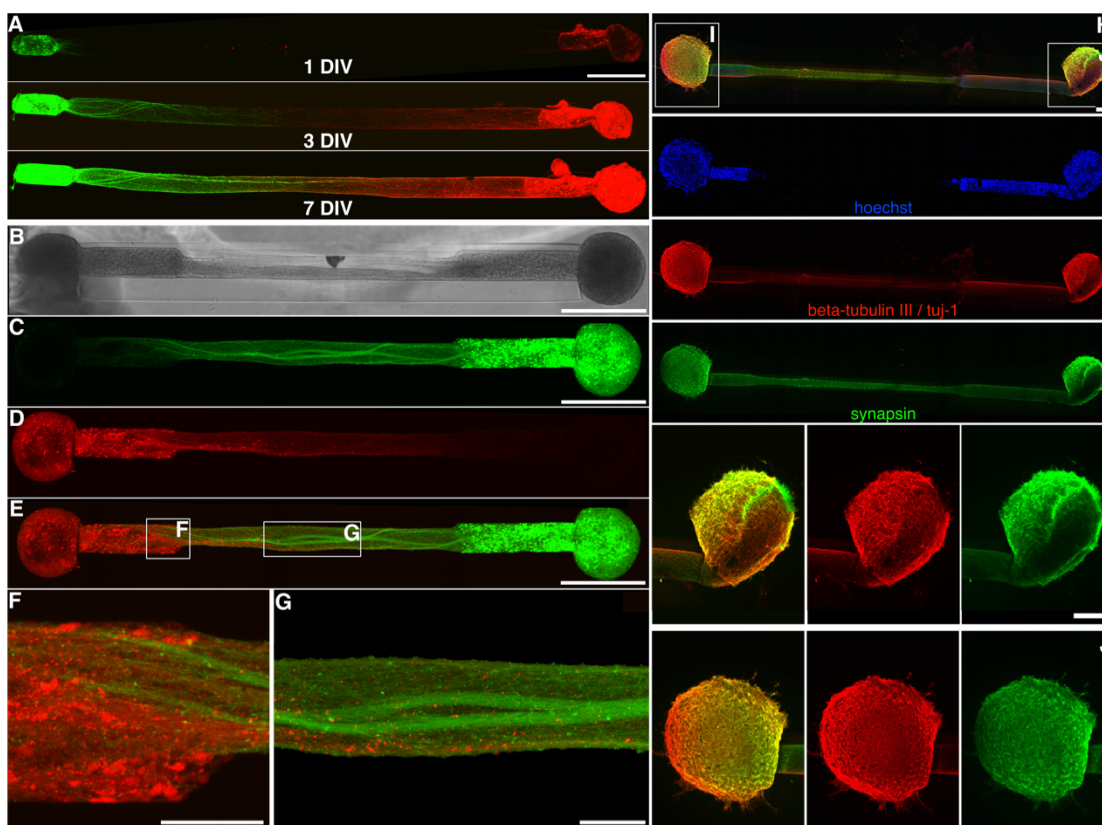 A
1 DIV
3 DIV
7 DIV
B
C
D
E
F
G
F
G
I
hoechst
beta-tubulin III / tuj-1
synapsin